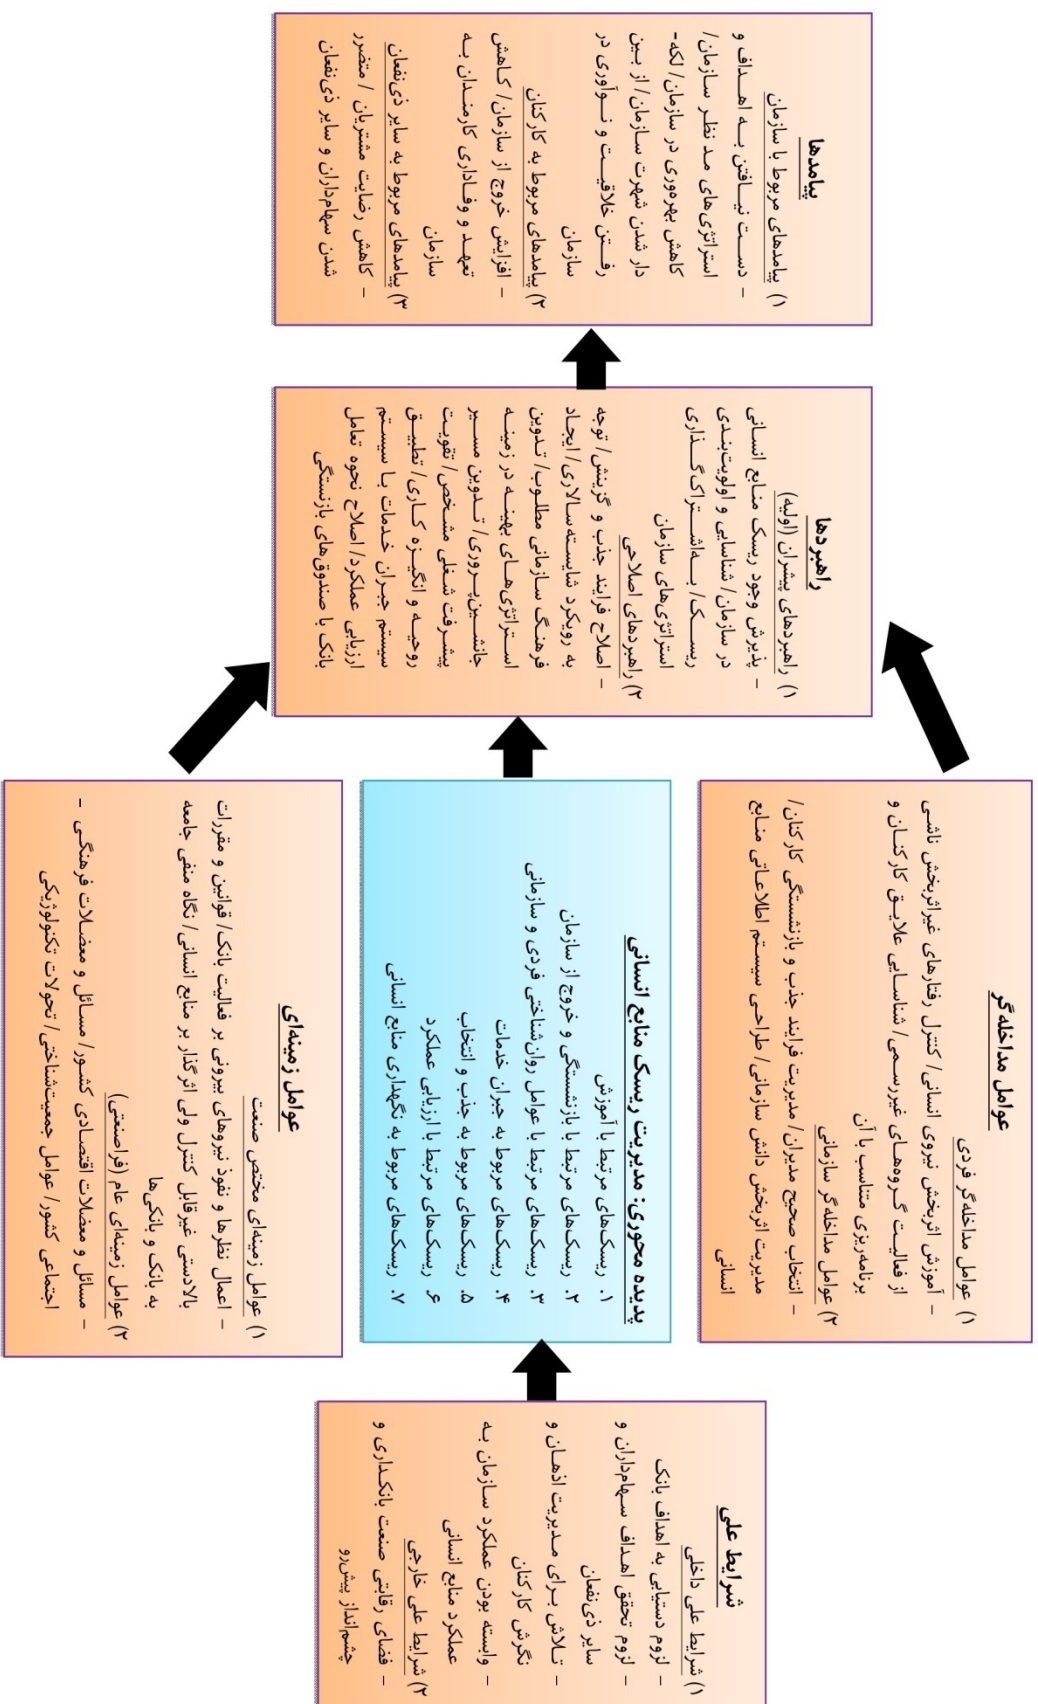 شرایط علی
۱) شرایط علی داخلی
- لزوم دستیابی به اهداف بانک
- لزوم تحقق اهداف سهام‌داران و
سایر ذی‌نفعان
- تلاش برای مدیریت اذهان و
نگرش کارکنان
- وابسته بودن عملکرد سازمان به
عملکرد منابع انسانی
۲) شرایط علی خارجی
- فضای رقابتی صنعت بانکداری و
چشم‌انداز پیش‌رو
عوامل مداخله‌گر
۱) عوامل مداخله‌گر فردی
- آموزش اثربخش نیروی انسانی/ کنترل رفتارهای غیراثربخش ناشی
از فعالیت گروه‌های غیررسمی/ شناسایی علایق کارکنان و
برنامه‌ریزی متناسب با آن
۲) عوامل مداخله‌گر سازمانی
- انتخاب صحیح مدیران/ مدیریت فرایند جذب و بازنشستگی کارکنان/
مدیریت اثربخش دانش سازمانی/ طراحی سیستم اطلاعاتی منابع
انسانی
پدیده محوری: مدیریت ریسک منابع انسانی
۱. ریسک‌های مرتبط با آموزش
۲. ریسک‌های مرتبط با بازنشستگی و خروج از سازمان
۳. ریسک‌های مرتبط با عوامل روان‌شناختی فردی و سازمانی
۴. ریسک‌های مربوط به جبران خدمات
۵. ریسک‌های مربوط به جذب و انتخاب
۶. ریسک‌های مرتبط با ارزیابی عملکرد
۷. ریسک‌های مربوط به نگهداری منابع انسانی
عوامل زمینه‌ای
۱) عوامل زمینه‌ای مختص صنعت
- اعمال نظرها و نفوذ نیروهای بیرونی بر فعالیت بانک/ قوانین و مقررات
بالادستی غیرقابل کنترل ولی اثرگذار بر منابع انسانی/ نگاه منفی جامعه
به بانک و بانکی‌ها
۲) عوامل زمینه‌ای عام (فراصنعتی)
- مسائل و معضلات اقتصادی کشور/ مسائل و معضلات فرهنگی -
اجتماعی کشور/ عوامل جمعیت‌شناختی/ تحولات تکنولوژیکی
راهبردها
۱) راهبردهای پیشران (اولیه)
- پذیرش وجود ریسک منابع انسانی
در سازمان/ شناسایی و اولویت‌بندی
ریسک/ به‌اشتراک‌گذاری
استراتژی‌های سازمان
۲) راهبردهای اصلاحی
- اصلاح فرایند جذب و گزینش/ توجه
به رویکرد شایسته‌سالاری/ ایجاد
فرهنگ سازمانی مطلوب/ تدوین
استراتژی‌های بهینه در زمینه
جانشین‌پروری/ تدوین مسیر
پیشرفت شغلی مشخص/ تقویت
روحیه و انگیزه کاری/ تطبیق
سیستم جبران خدمات با سیستم
ارزیابی عملکرد/ اصلاح نحوه تعامل
بانک با صندوق‌های بازنستگی
پیامدها
۱) پیامدهای مربوط با سازمان
- دست نیافتن به اهداف و
استراتژی‌های مد نظر سازمان/
کاهش بهره‌وری در سازمان/ لکه-
دار شدن شهرت سازمان/ از بین
رفتن خلاقیت و نوآوری در
سازمان
۲) پیامدهای مربوط به کارکنان
- افزایش خروج از سازمان/ کاهش
تعهد و وفاداری کارمندان به
سازمان
۳) پیامدهای مربوط به سایر ذی‌نفعان
- کاهش رضایت مشتریان / متضرر
شدن سهام‌داران و سایر ذی‌نفعان